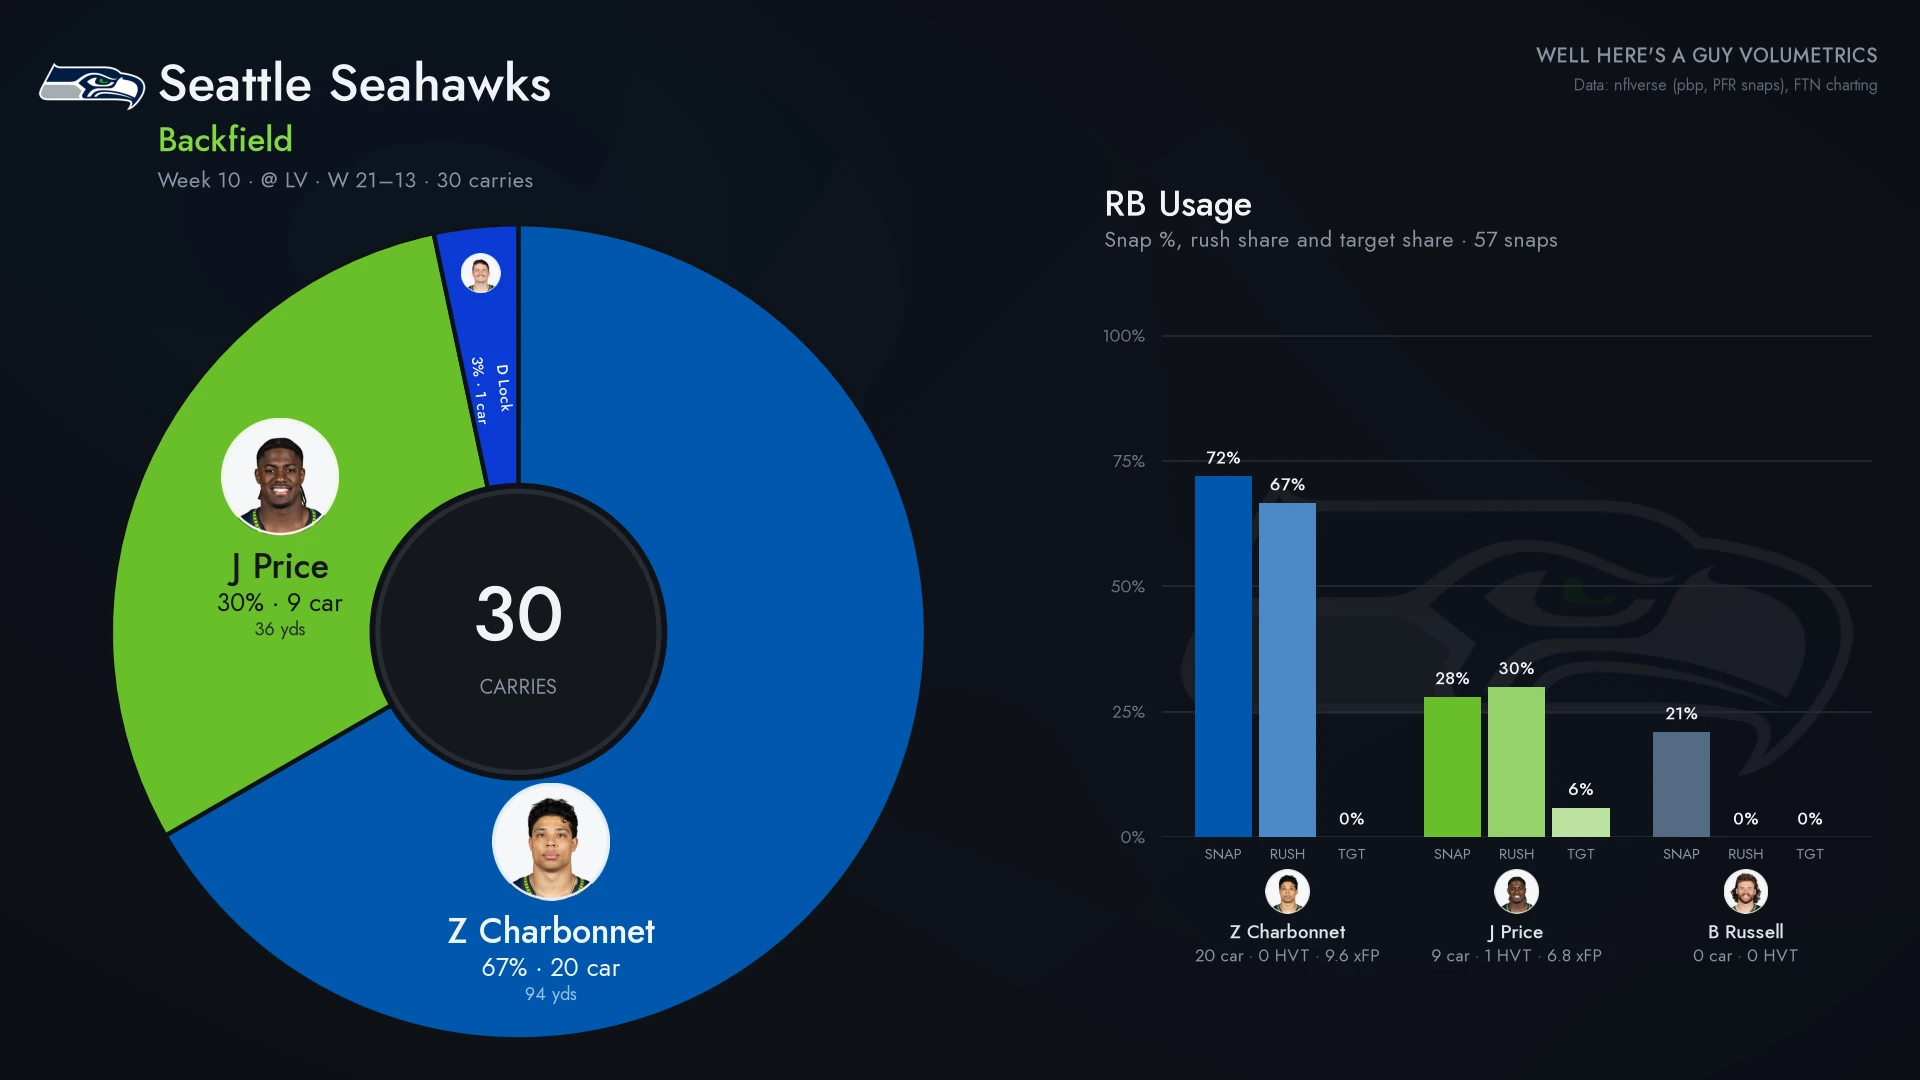 Seattle Seahawks
Backfield
Week 10 · @ LV · W 21–13 · 30 carries
WELL HERE'S A GUY VOLUMETRICS
Data: nflverse (pbp, PFR snaps), FTN charting
D Lock
3% · 1 car
J Price
30% · 9 car
36 yds
30
CARRIES
Z Charbonnet
67% · 20 car
94 yds
RB Usage
Snap %, rush share and target share · 57 snaps
100%
75%
50%
25%
0%
72%
67%
0%
28%
30%
6%
21%
0%
0%
SNAP RUSH TGT
SNAP RUSH TGT
SNAP RUSH TGT
Z Charbonnet
20 car · 0 HVT · 9.6 xFP
J Price
9 car · 1 HVT · 6.8 xFP
B Russell
0 car · 0 HVT